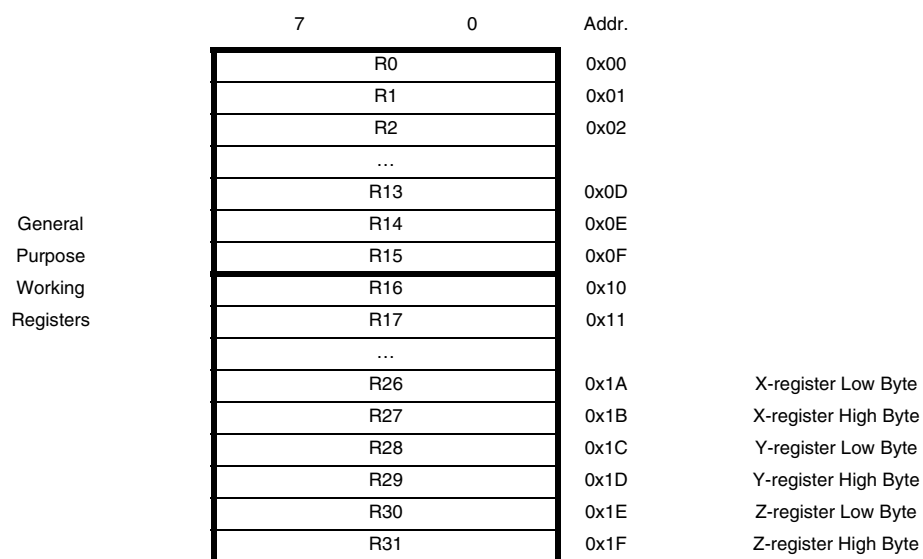 7 0 Addr.
R0 0x00
R1 0x01
R2 0x02
…
R13 0x0D
General R14 0x0E
Purpose R15 0x0F
Working R16 0x10
Registers R17 0x11
…
R26 0x1A X-register Low Byte
R27 0x1B X-register High Byte
R28 0x1C Y-register Low Byte
R29 0x1D Y-register High Byte
R30 0x1E Z-register Low Byte
R31 0x1F Z-register High Byte